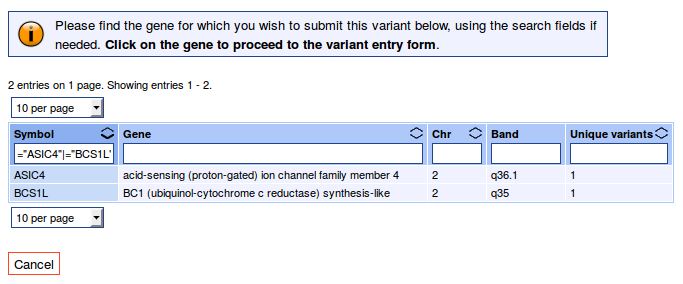 Please find the gene for which you wish to submit this variant below, using the search fields if
needed. Click on the gene to proceed to the variant entry form.
2 entries on 1 page. Showing entries 1 - 2.
10 per page
Symbol Gene Chr Band Unique variants
="ASIC4"|="BCS1L"
ASIC4 acid-sensing (proton-gated) ion channel family member 4 2 q36.1 1
BCS1L BC1 (ubiquinol-cytochrome c reductase) synthesis-like 2 q35 1
10 per page
Cancel